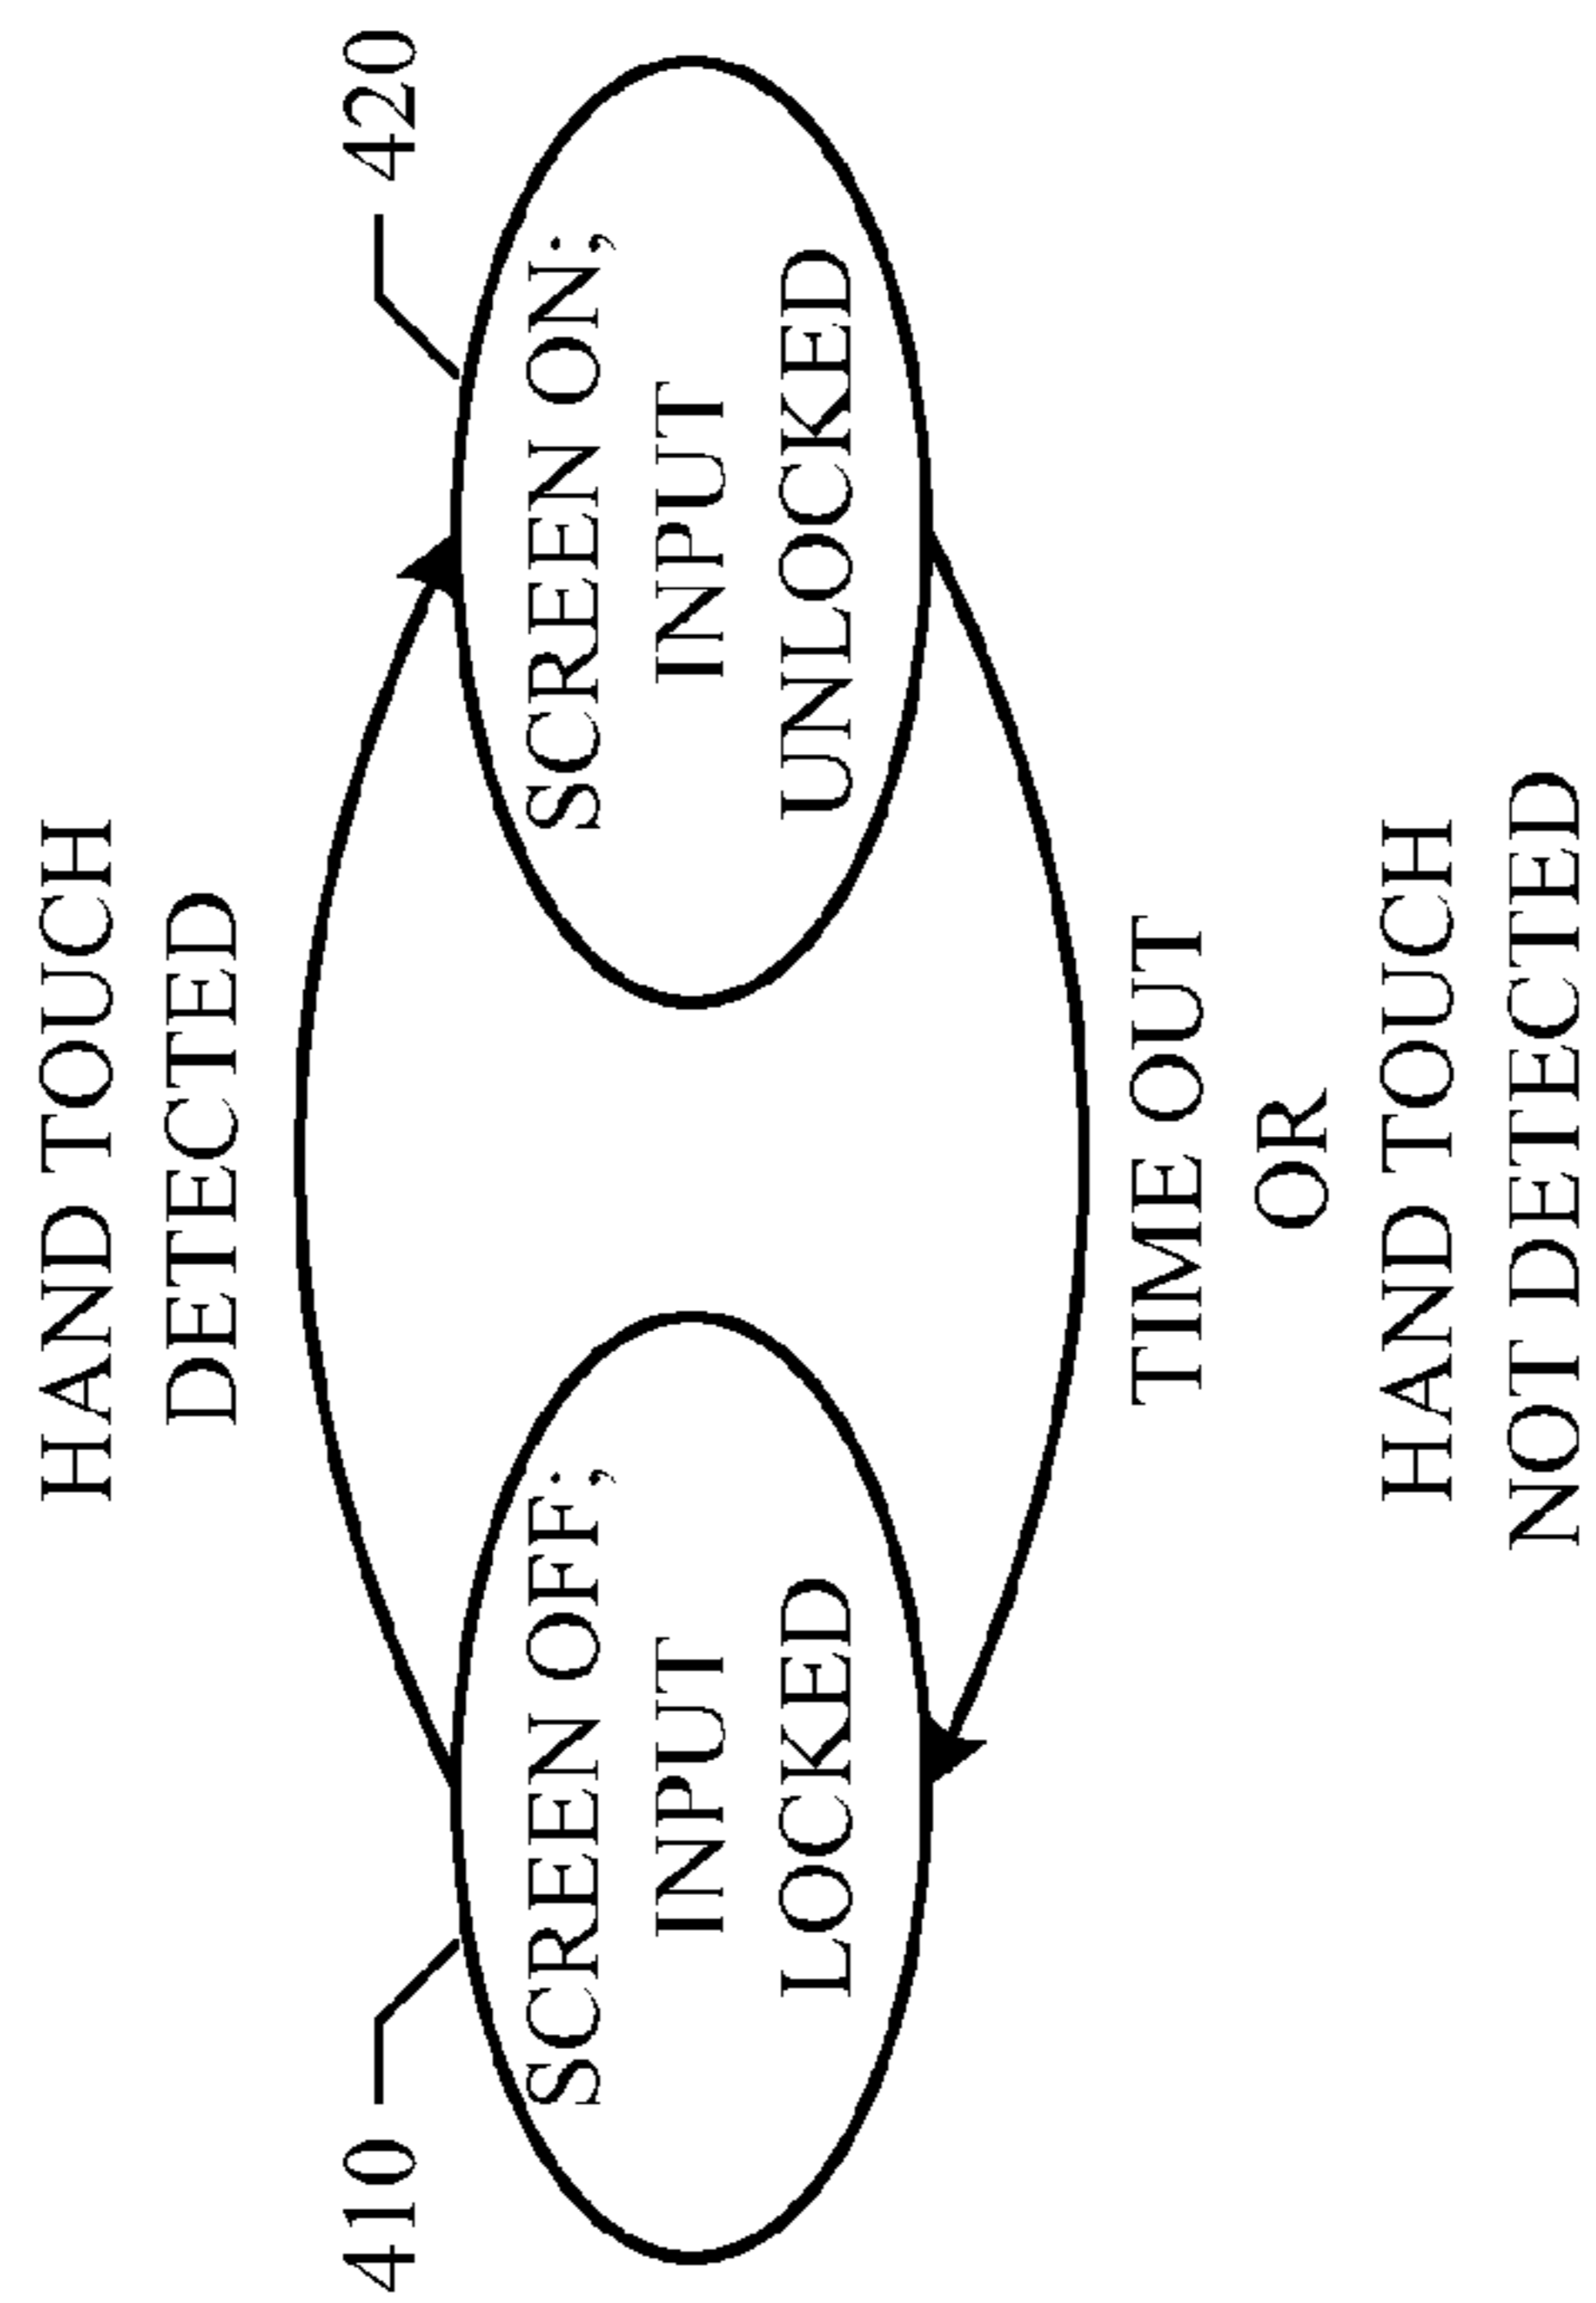 HAND TOUCH
DETECTED
410
420
SCREEN OFF;
INPUT
LOCKED
SCREEN ON;
INPUT
UNLOCKED
TIME OUT
OR
HAND TOUCH
NOT DETECTED